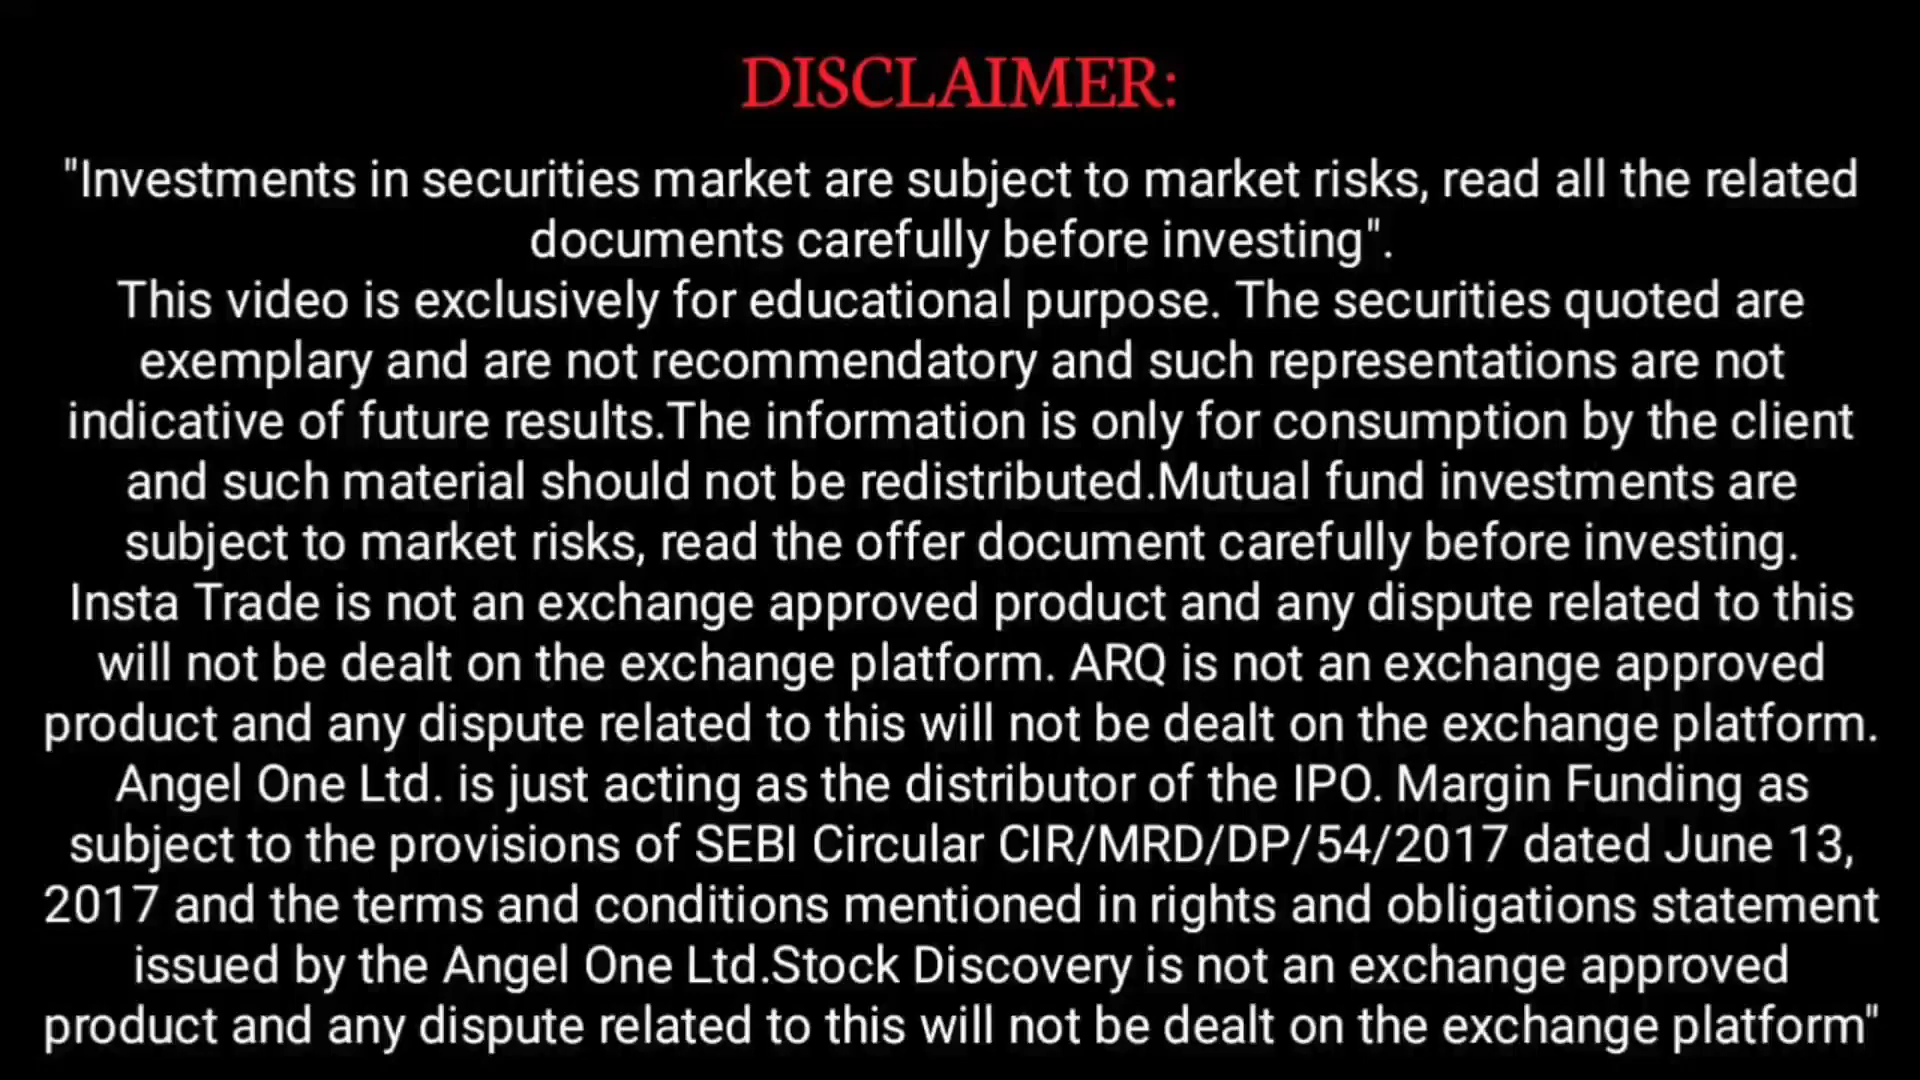 DISCLAIMER:
"Investments in securities market are subject to market risks, read all the related
documents carefully before investing".
This video is exclusively for educational purpose. The securities quoted are
exemplary and are not recommendatory and such representations are not
indicative of future results.The information is only for consumption by the client
and such material should not be redistributed.Mutual fund investments are
subject to market risks, read the offer document carefully before investing.
Insta Trade is not an exchange approved product and any dispute related to this
will not be dealt on the exchange platform. ARQ is not an exchange approved
product and any dispute related to this will not be dealt on the exchange platform.
Angel One Ltd. is just acting as the distributor of the IPO. Margin Funding as
subject to the provisions of SEBI Circular CIR/MRD/DP/54/2017 dated June 13,
2017 and the terms and conditions mentioned in rights and obligations statement
issued by the Angel One Ltd.Stock Discovery is not an exchange approved
product and any dispute related to this will not be dealt on the exchange platform"